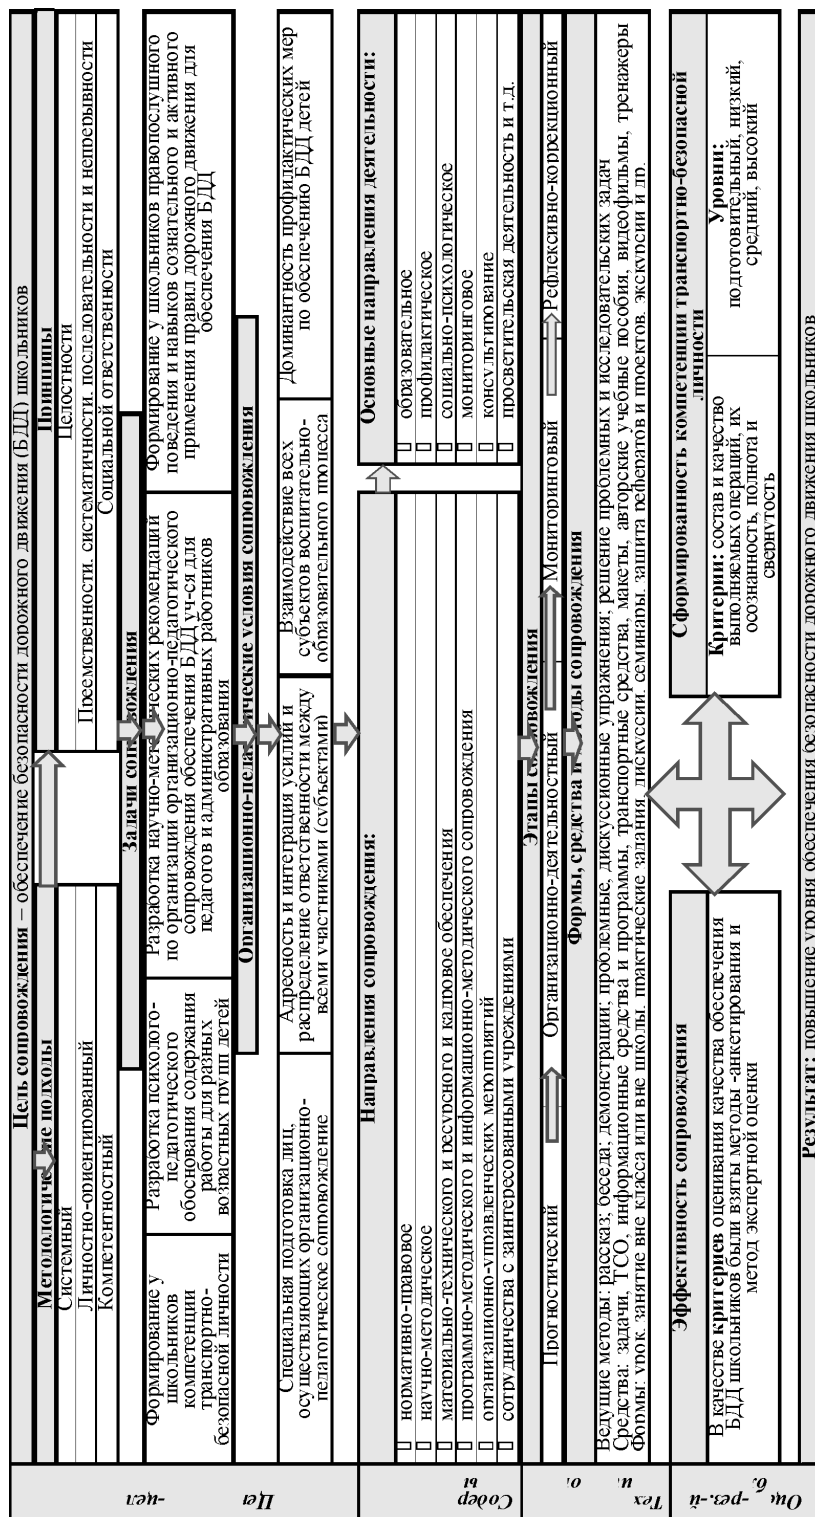 Цель сопровождения – обеспечение безопасности дорожного движения (БДД) школьников
Методологические подходы
Системный
Личностно-ориентированный
Компетентностный
Принципы
Целостности
Преемственности, систематичности, последовательности и непрерывности
Социальной ответственности
Задачи сопровождения
Формирование у
школьников
компетенции
транспортно-
безопасной личности
Разработка психолого-
педагогического
обоснования содержания
работы для разных
возрастных групп детей
Разработка научно-методических рекомендации
по организации организационно-педагогического
сопровождения обеспечения БДД уч-ся для
педагогов и административных работников
образования
Формирование у школьников правопослушного
поведения и навыков сознательного и активного
применения правил дорожного движения для
обеспечения БДД
Организационно-педагогические условия сопровождения
Специальная подготовка лиц,
осуществляющих организационно-
педагогическое сопровождение
Адресность и интеграция усилий и
распределение ответственности между
всеми участниками (субъектами)
Взаимодействие всех
субъектов воспитательно-
образовательного процесса
Доминантность профилактических мер
по обеспечению БДД детей
Направления сопровождения:
нормативно-правовое
научно-методическое
материально-технического и ресурсного и кадровое обеспечения
программно-методического и информационно-методического сопровождения
организационно-управленческих мероприятий
сотрудничества с заинтересованными учреждениями
Основные направления деятельности:
образовательное
профилактическое
социально-психологическое
мониторинговое
консультирование
просветительская деятельность и т.д.
Этапы сопровождения
Прогностический
Организационно-деятельностный
Мониторинговый
Рефлексивно-коррекционный
Формы, средства и методы сопровождения
Ведущие методы: рассказ; беседа; демонстрации; проблемные, дискуссионные упражнения; решение проблемных и исследовательских задач
Средства: задачи, ТСО, информационные средства и программы, транспортные средства, макеты, авторские учебные пособия, видеофильмы, тренажеры
Формы: урок, занятие вне класса или вне школы, практические задания, дискуссии, семинары, защита рефератов и проектов, экскурсии и др.
Эффективность сопровождения
В качестве критериев оценивания качества обеспечения
БДД школьников были взяты методы -анкетирования и
метод экспертной оценки
Сформированность компетенции транспортно-безопасной
личности
Критерии: состав и качество
выполняемых операций, их
осознанность, полнота и
свернутость
Уровни:
подготовительный, низкий,
средний, высокий
Результат: повышение уровня обеспечения безопасности дорожного движения школьников
-цел
Содер
Тех
-рез.-й